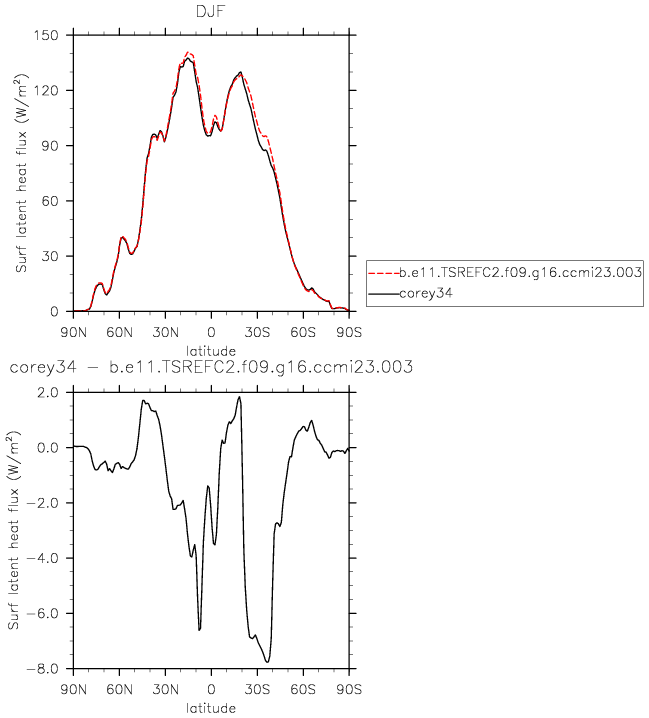 DJF
150
120
90
60
30
0
Surf latent heat flux (W/m²)
90N 60N 30N 0 30S 60S 90S
latitude
b.e11.TSREFC2.f09.g16.ccmi23.003
corey34
corey34 − b.e11.TSREFC2.f09.g16.ccmi23.003
2.0
0.0
−2.0
−4.0
−6.0
−8.0
Surf latent heat flux (W/m²)
90N 60N 30N 0 30S 60S 90S
latitude